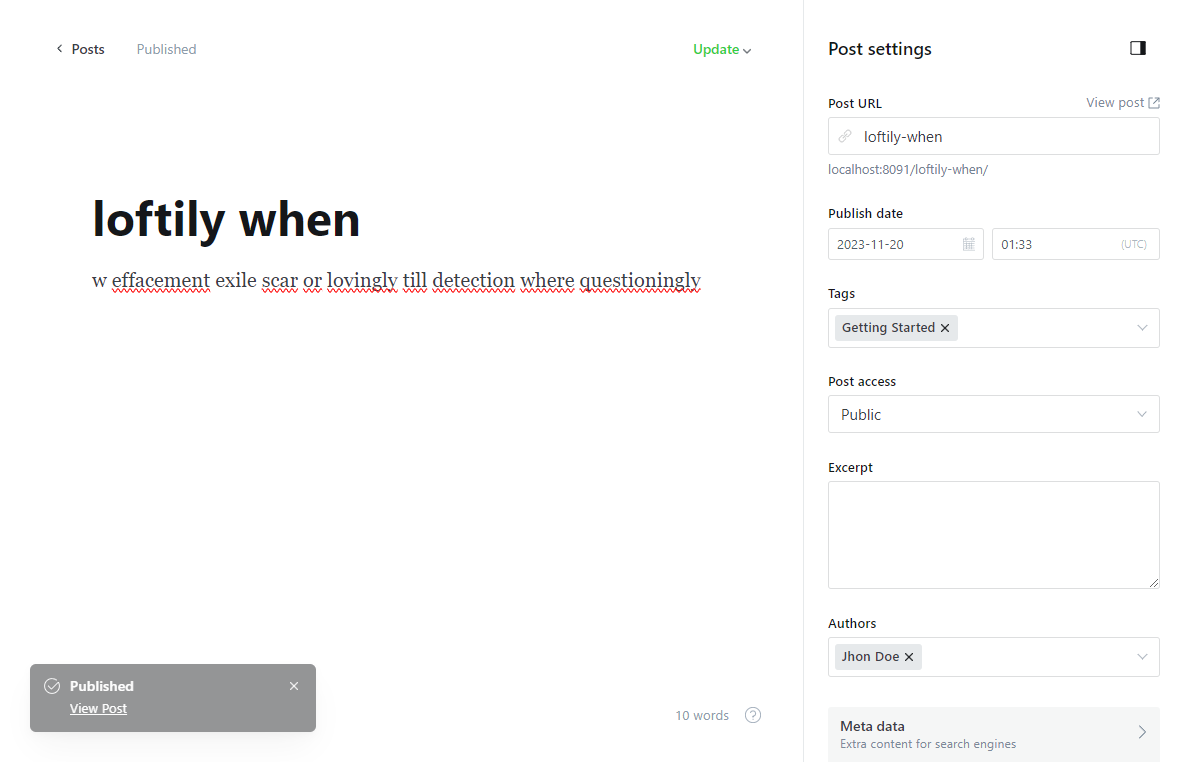 Posts Published Update
Post settings
Post URL View post
loftily-when
localhost:8091/loftily-when/
Publish date
2023-11-20 01:33 (UTC)
Tags
Getting Started
Post access
Public
Excerpt
Authors
Jhon Doe
Meta data
Extra content for search engines
loftily when
w effacement exile scar or lovingly till detection where questioningly
Published
View Post
10 words
?